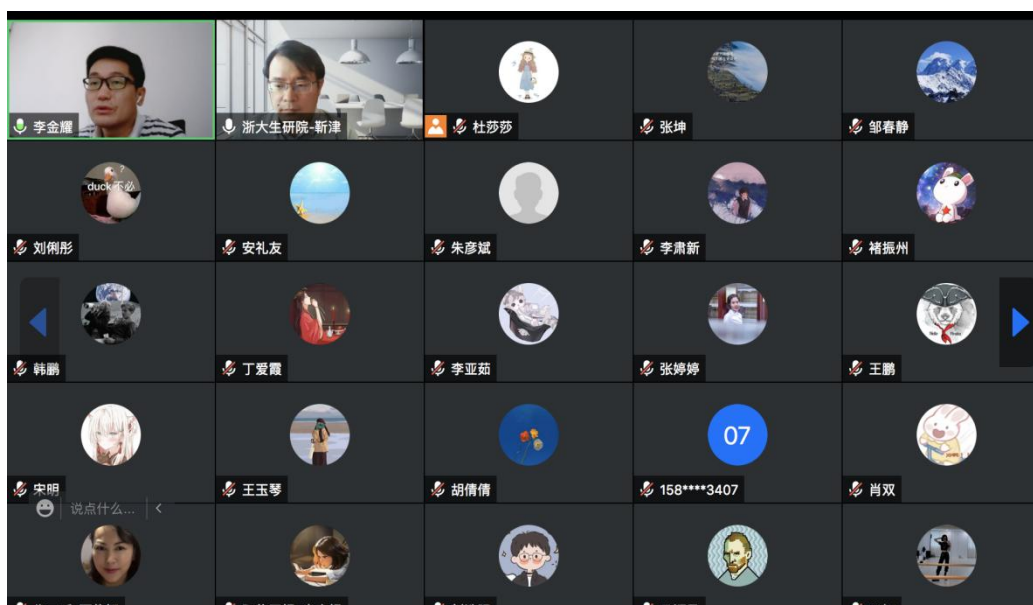 李金耀
浙大生研院-靳津
杜莎莎
张坤
邹春静
?
duck不必
刘俐彤
安礼友
朱彦斌
李肃新
褚振州
韩鹏
丁爱霞
李亚茹
张婷婷
王鹏
宋明
王玉琴
胡倩倩
07
158****3407
肖双
说点什么...